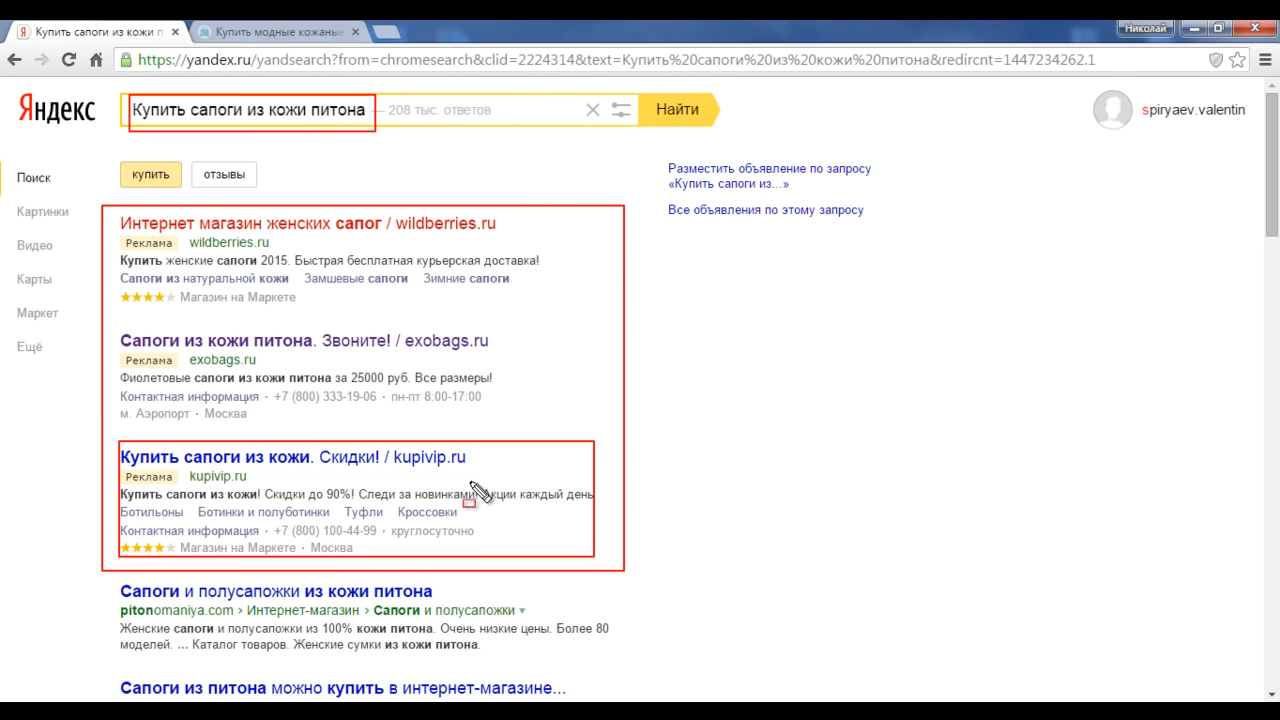 Купить сапоги из кожи п
Купить модные кожаные
Николай
https://yandex.ru/yandsearch?from=chromesearch&clid=2224314&text=Купить%20сапоги%20из%20кожи%20питона&redircnt=1447234262.1
Яндекс
Купить сапоги из кожи питона — 208 тыс. ответов
Найти
spiryaev.valentin
Поиск
Картинки
Видео
Карты
Маркет
Ещё
купить
отзывы
Интернет магазин женских сапог / wildberries.ru
Реклама wildberries.ru
Купить женские сапоги 2015. Быстрая бесплатная курьерская доставка!
Сапоги из натуральной кожи Замшевые сапоги Зимние сапоги
Магазин на Маркете
Сапоги из кожи питона. Звоните! / exobags.ru
Реклама exobags.ru
Фиолетовые сапоги из кожи питона за 25000 руб. Все размеры!
Контактная информация · +7 (800) 333-19-06 · пн-пт 8:00-17:00
м. Аэропорт · Москва
Купить сапоги из кожи. Скидки! / kupivip.ru
Реклама kupivip.ru
Купить сапоги из кожи! Скидки до 90%! Следи за новинками. каждый день
Ботильоны Ботинки и полуботинки Туфли Кроссовки
Контактная информация · +7 (800) 100-44-99 · круглосуточно
Магазин на Маркете · Москва
Сапоги и полусапожки из кожи питона
pitonomaniya.com › Интернет-магазин › Сапоги и полусапожки
Женские сапоги и полусапожки из 100% кожи питона. Очень низкие цены. Более 80
моделей. ... Каталог товаров. Женские сумки из кожи питона.
Сапоги из питона можно купить в интернет-магазине...
Разместить объявление по запросу
«Купить сапоги из...»
Все объявления по этому запросу